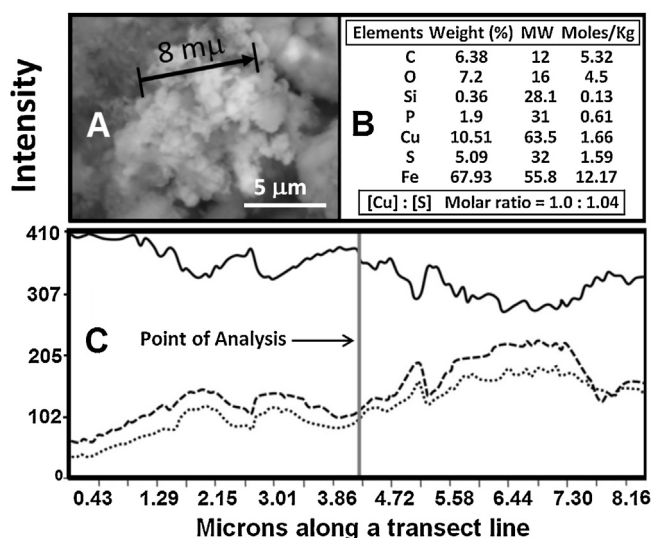 Intensity
8 mμ
A
5 μm
Elements Weight (%) MW Moles/Kg
C 6.38 12 5.32
O 7.2 16 4.5
Si 0.36 28.1 0.13
P 1.9 31 0.61
Cu 10.51 63.5 1.66
S 5.09 32 1.59
Fe 67.93 55.8 12.17
B
[Cu] : [S] Molar ratio = 1.0 : 1.04
410
307
205
102
0
C
Point of Analysis
0.43 1.29 2.15 3.01 3.86 4.72 5.58 6.44 7.30 8.16
Microns along a transect line